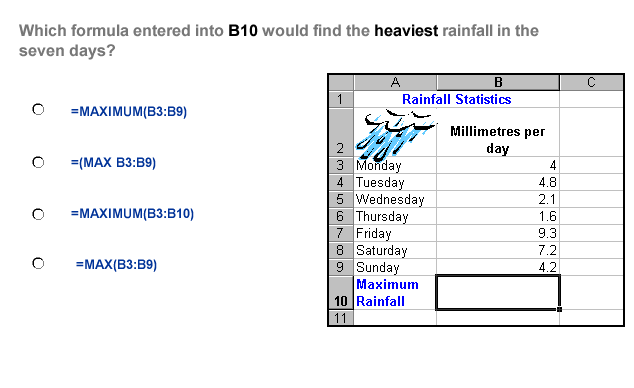 Which formula entered into B10 would find the heaviest rainfall in the
seven days?
=MAXIMUM(B3:B9)
=(MAX B3:B9)
=MAXIMUM(B3:B10)
=MAX(B3:B9)
A B C
1 Rainfall Statistics
Millimetres per
2 day
3 Monday 4
4 Tuesday 4.8
5 Wednesday 2.1
6 Thursday 1.6
7 Friday 9.3
8 Saturday 7.2
9 Sunday 4.2
Maximum
10 Rainfall
11